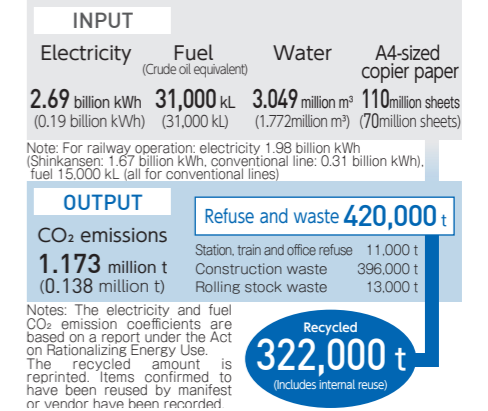 INPUT
Electricity Fuel Water A4-sized
(Crude oil equivalent) copier paper
2.69 billion kWh 31,000 kL 3.049 million m³ 110 million sheets
(0.19 billion kWh) (31,000 kL) (1.772million m³) (70million sheets)
Note: For railway operation: electricity 1.98 billion kWh
(Shinkansen: 1.67 billion kWh, conventional line: 0.31 billion kWh),
fuel 15,000 kL (all for conventional lines)
OUTPUT
CO₂ emissions
1.173 million t
(0.138 million t)
Refuse and waste 420,000 t
Station, train and office refuse 11,000 t
Construction waste 396,000 t
Rolling stock waste 13,000 t
Notes: The electricity and fuel
CO₂ emission coefficients are
based on a report under the Act
on Rationalizing Energy Use.
The recycled amount is
reprinted. Items confirmed to
have been reused by manifest
or vendor have been recorded.
Recycled
322,000 t
(Includes internal reuse)